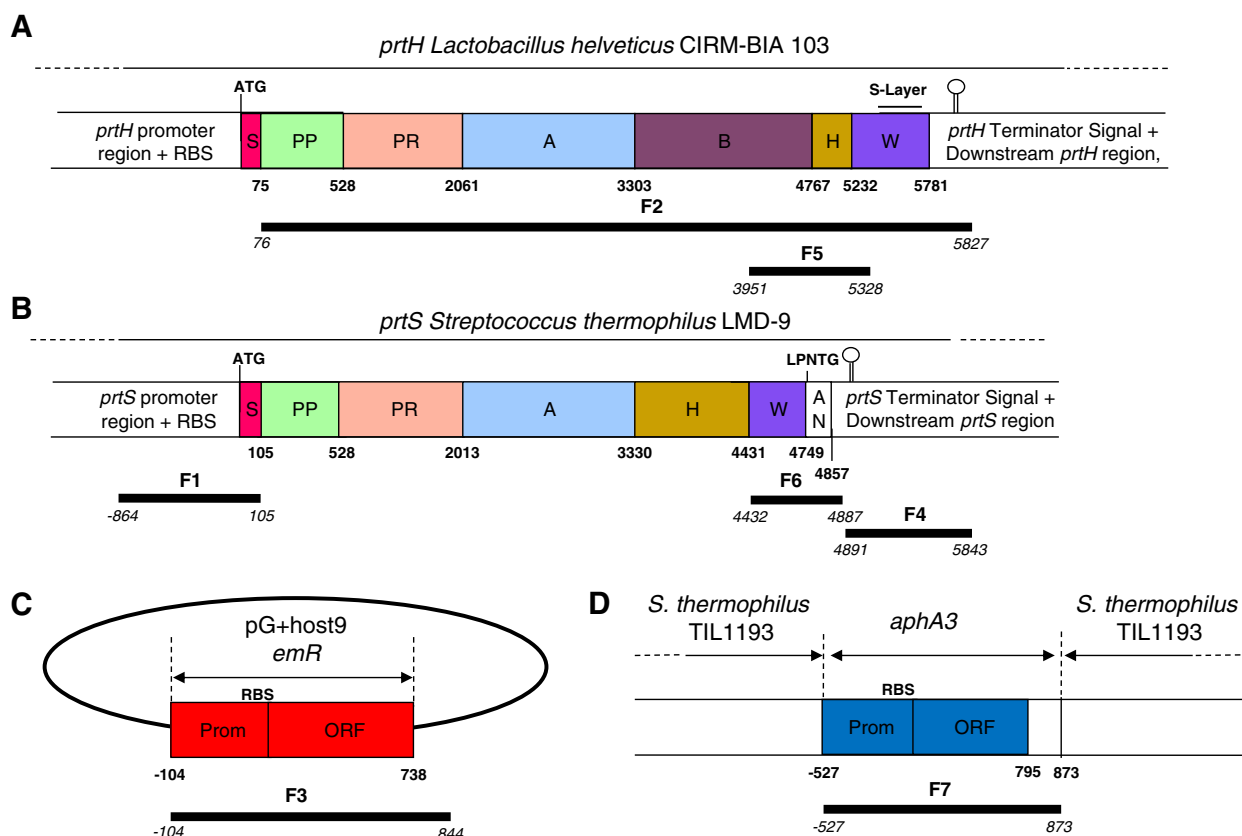 A
prtH Lactobacillus helveticus CIRM-BIA 103
ATG
S-Layer
prtH promoter
region + RBS
S PP PR A B H W
prtH Terminator Signal +
Downstream prtH region,
75 528 2061 3303 4767 5232 5781
F2
76 5827
F5
3951 5328
B
prtS Streptococcus thermophilus LMD-9
ATG LPNTG
prtS promoter
region + RBS
S PP PR A H W
A
N
prtS Terminator Signal +
Downstream prtS region
105 528 2013 3330 4431 4749
4857
F1
-864 105
F6
4432 4887
F4
4891 5843
C
pG+host9
emR
RBS
Prom ORF
-104 738
F3
-104 844
D
S. thermophilus
TIL1193
aphA3
S. thermophilus
TIL1193
RBS
Prom ORF
-527 795 873
F7
-527 873